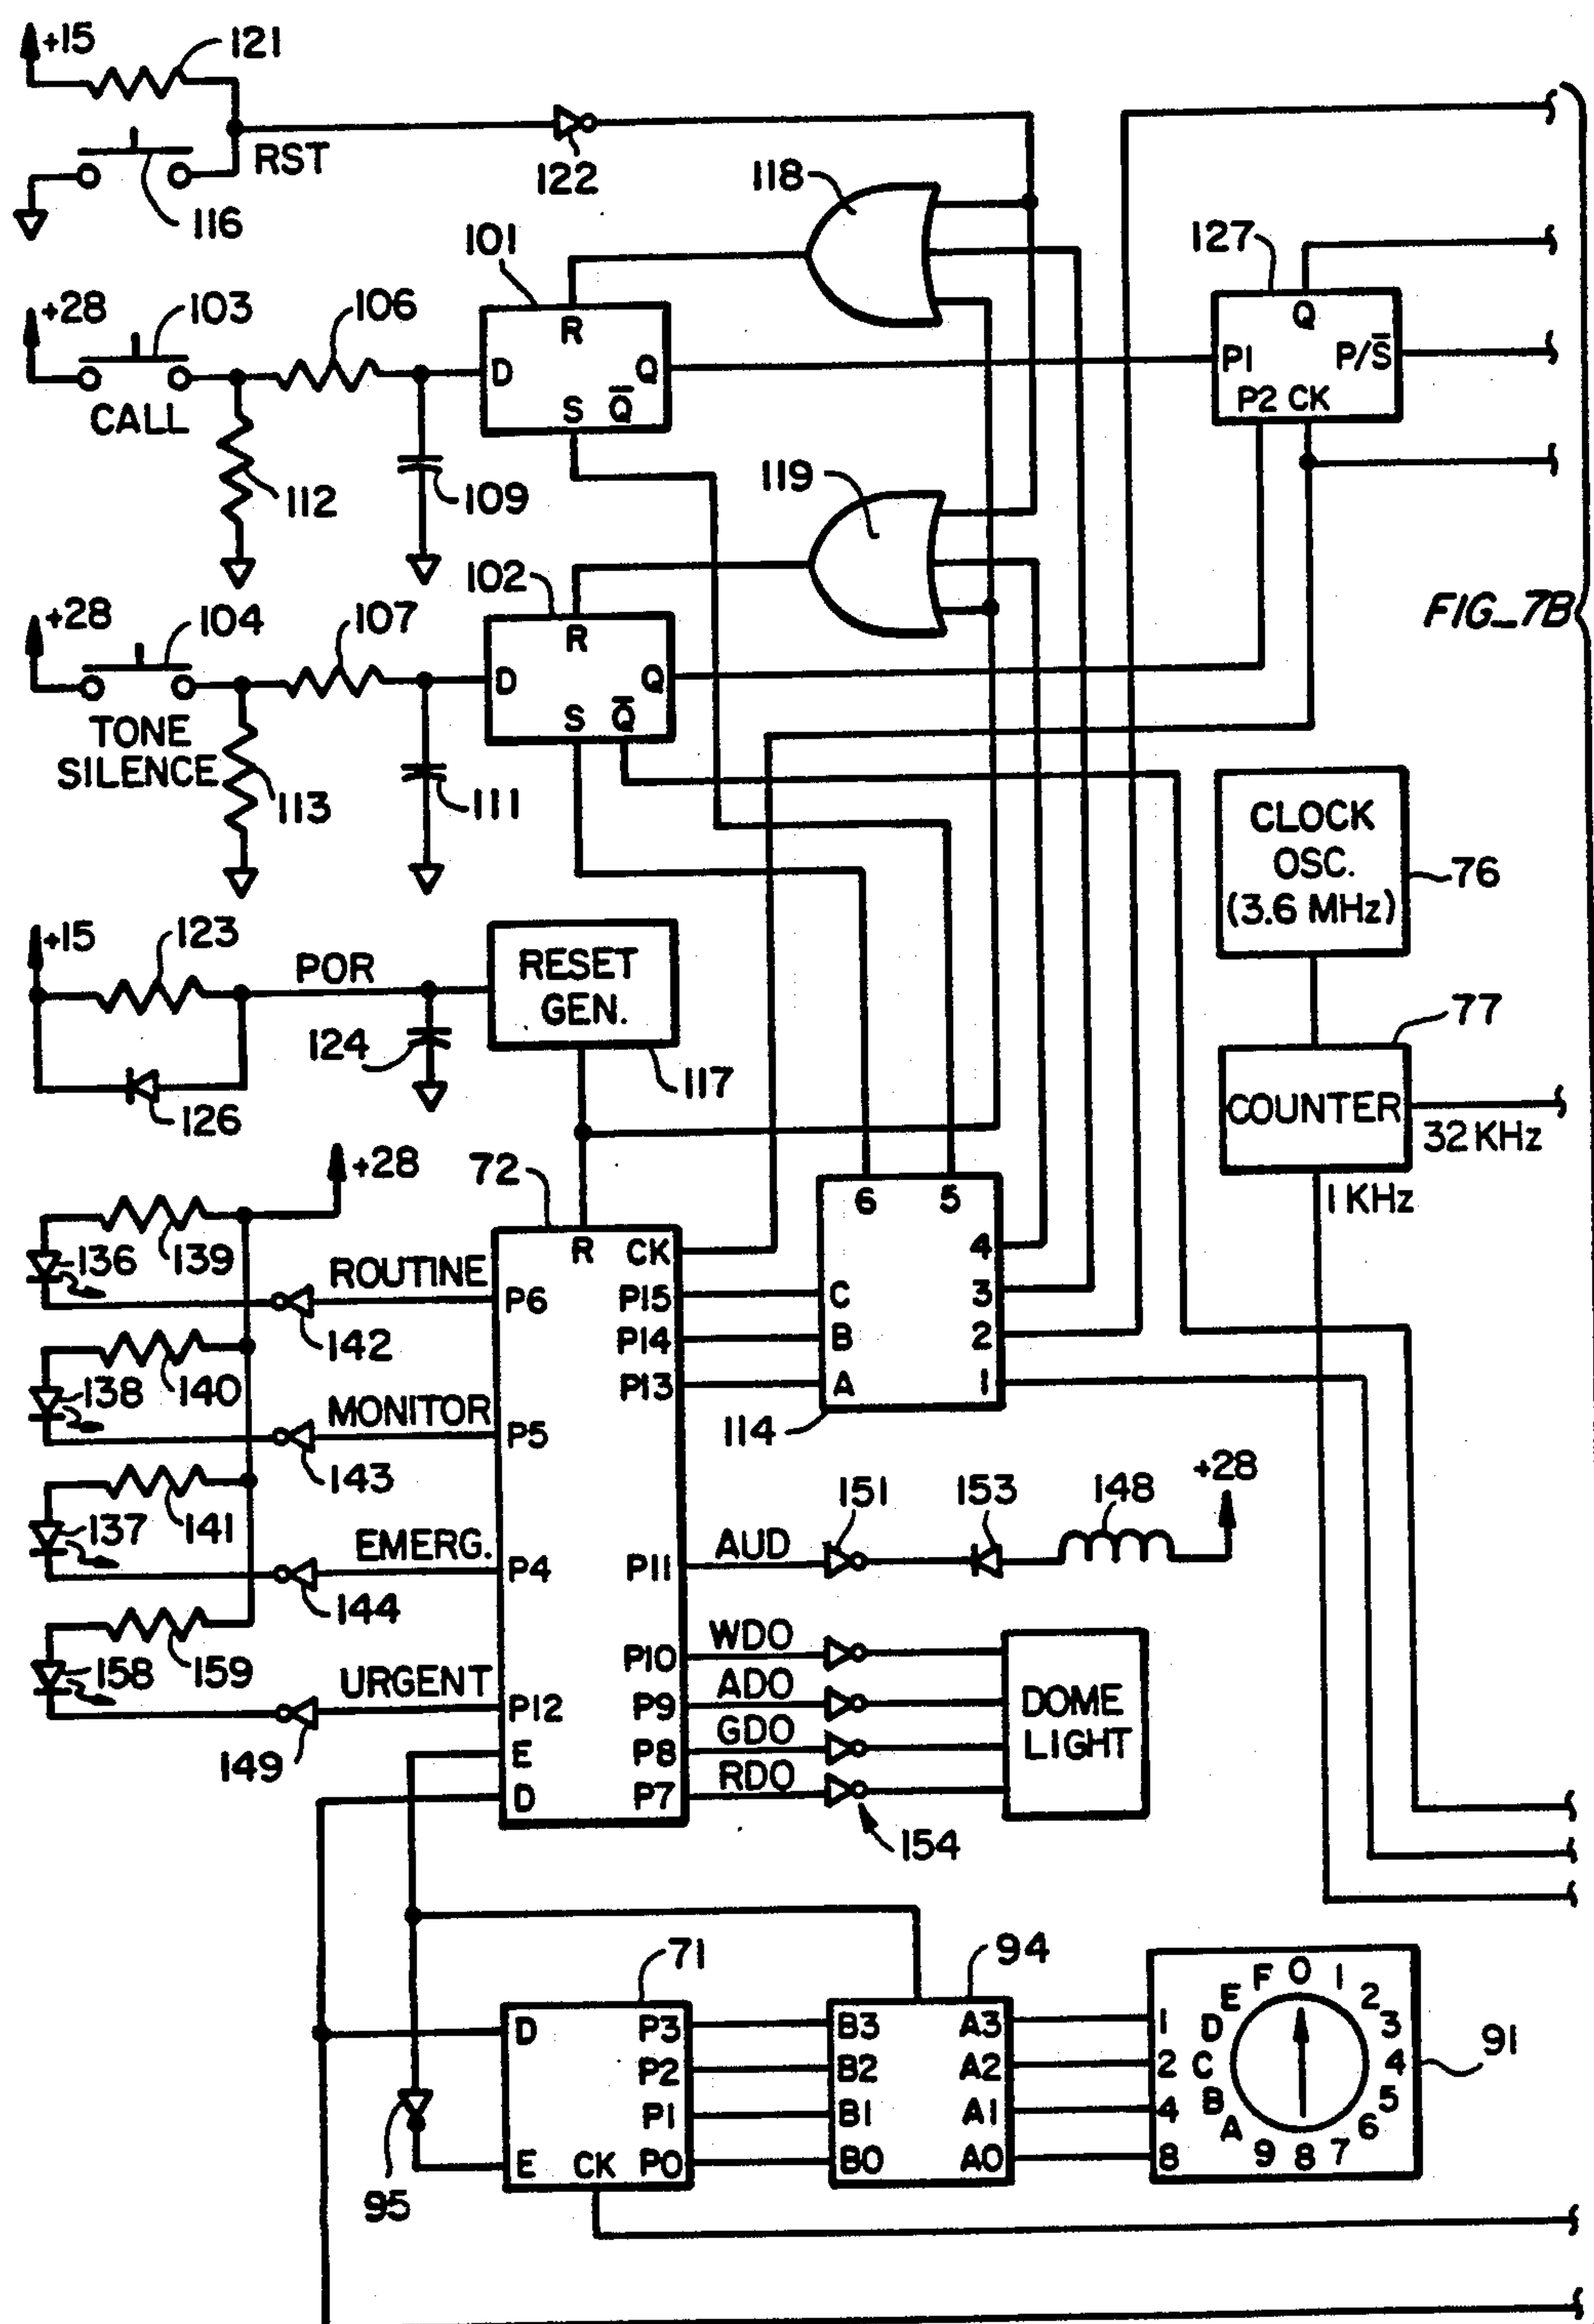 +15
121
RST
116
122
118
101
127
+28
103
106
CALL
112
109
R
D
Q
S
Q̅
P1
Q
P/S̅
P2 CK
119
102
+28
104
107
TONE
SILENCE
113
111
R
D
Q
S
Q̅
FIG_7B
CLOCK
OSC.
(3.6 MHz)
76
+15
123
POR
124
126
RESET
GEN.
117
77
COUNTER
32 KHz
1 KHz
+28
72
136
139
ROUTINE
142
138
140
MONITOR
143
137
141
EMERG.
144
158
159
URGENT
149
R
CK
P6
P15
P14
P13
P5
P4
P11
P10
P12
P9
E
P8
D
P7
6
5
4
C
3
B
2
A
1
114
AUD
151
153
148
+28
WDO
ADO
GDO
RDO
154
DOME
LIGHT
71
94
95
D
P3
P2
P1
E
CK
P0
B3
A3
B2
A2
B1
A1
B0
A0
1
2
4
8
0
1
2
3
4
5
6
7
8
9
A
B
C
D
E
F
91